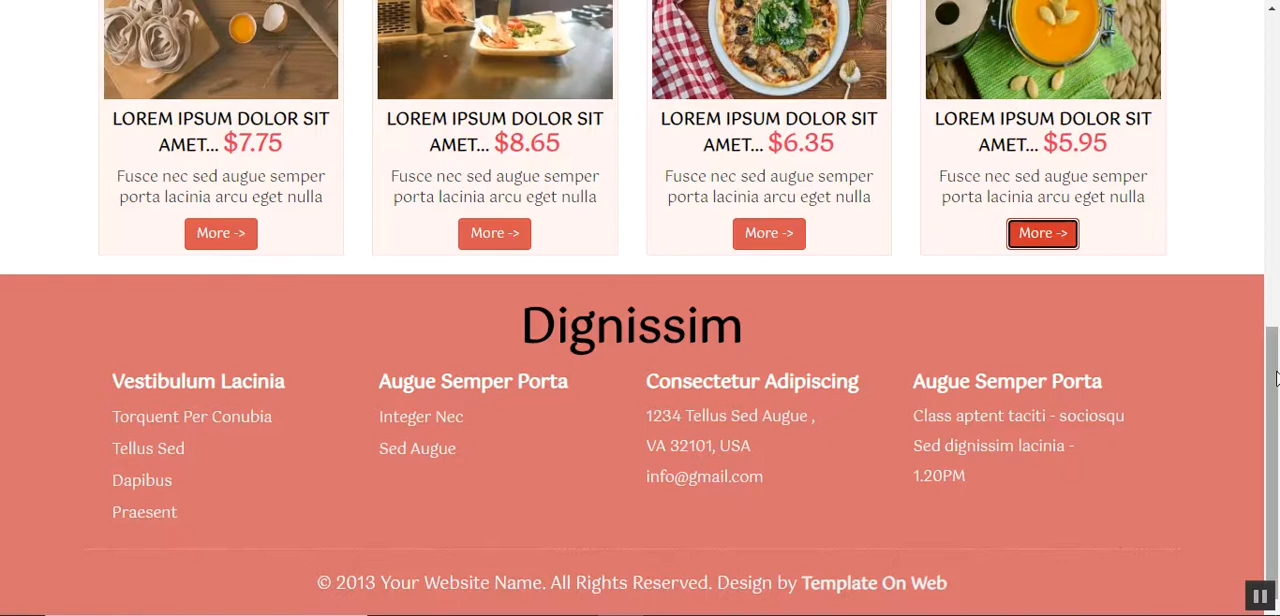 LOREM IPSUM DOLOR SIT
AMET... $7.75
Fusce nec sed augue semper
porta lacinia arcu eget nulla
More ->
LOREM IPSUM DOLOR SIT
AMET... $8.65
Fusce nec sed augue semper
porta lacinia arcu eget nulla
More ->
LOREM IPSUM DOLOR SIT
AMET... $6.35
Fusce nec sed augue semper
porta lacinia arcu eget nulla
More ->
LOREM IPSUM DOLOR SIT
AMET... $5.95
Fusce nec sed augue semper
porta lacinia arcu eget nulla
More ->
Dignissim
Vestibulum Lacinia
Torquent Per Conubia
Tellus Sed
Dapibus
Praesent
Augue Semper Porta
Integer Nec
Sed Augue
Consectetur Adipiscing
1234 Tellus Sed Augue ,
VA 32101, USA
info@gmail.com
Augue Semper Porta
Class aptent taciti - sociosqu
Sed dignissim lacinia -
1.20PM
© 2013 Your Website Name. All Rights Reserved. Design by Template On Web